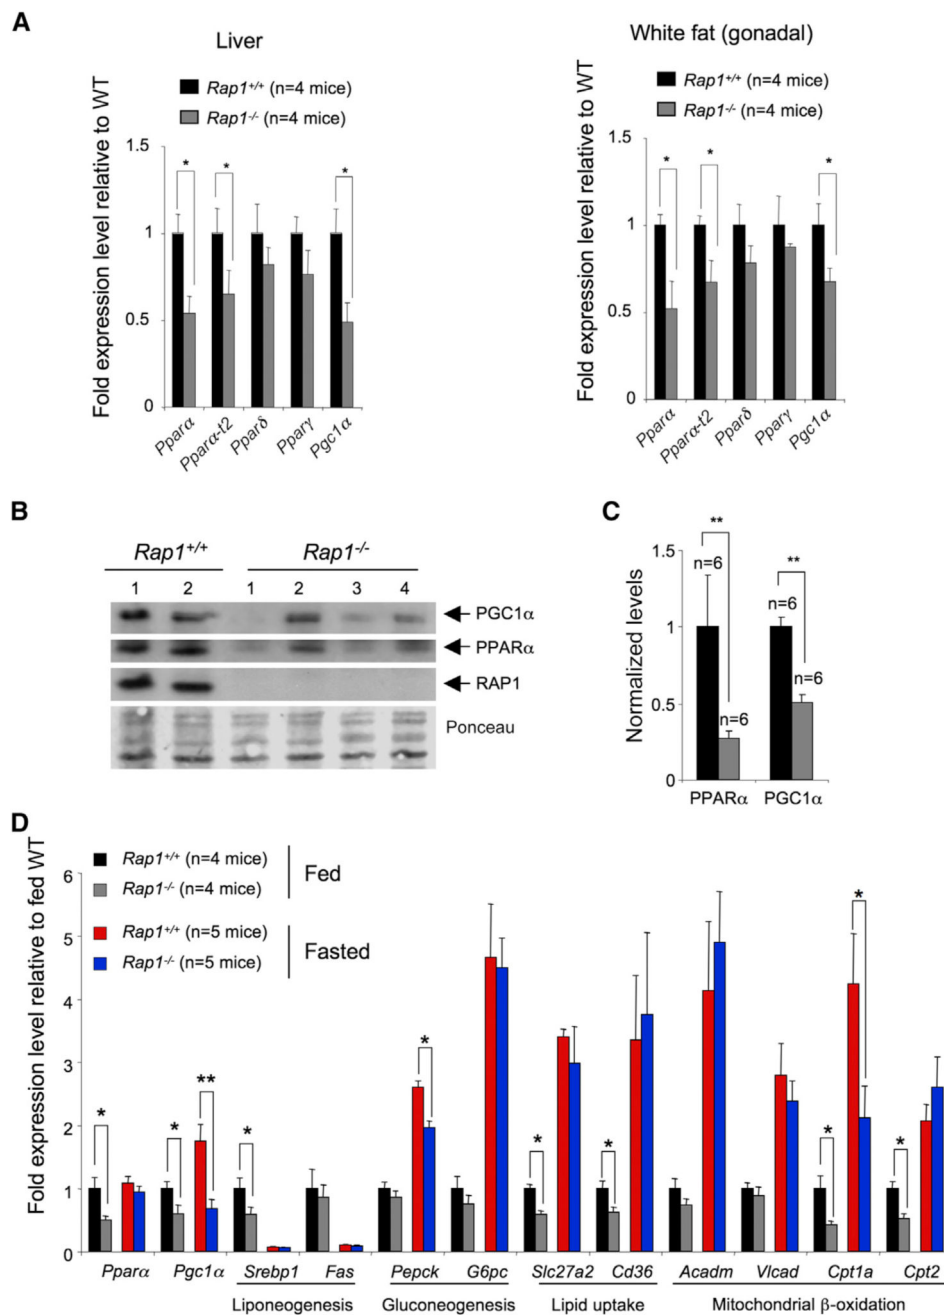 A
Liver
Rap1+/+ (n=4 mice)
Rap1-/- (n=4 mice)
Fold expression level relative to WT
1.5
1
0.5
0
* * *
Pparα Pparα-t2 Pparδ Pparγ Pgc1α
White fat (gonadal)
Rap1+/+ (n=4 mice)
Rap1-/- (n=4 mice)
Fold expression level relative to WT
1.5
1
0.5
0
* * *
Pparα Pparα-t2 Pparδ Pparγ Pgc1α
B
Rap1+/+ Rap1-/-
1 2 1 2 3 4
PGC1α
PPARα
RAP1
Ponceau
C
Normalized levels
1.5
1
0.5
0
** **
n=6 n=6
n=6 n=6
PPARα PGC1α
D
Rap1+/+ (n=4 mice)
Rap1-/- (n=4 mice)
Fed
Rap1+/+ (n=5 mice)
Rap1-/- (n=5 mice)
Fasted
Fold expression level relative to fed WT
6
5
4
3
2
1
0
* * ** * * * * * * *
Pparα Pgc1α Srebp1 Fas Pepck G6pc Slc27a2 Cd36 Acadm Vlcad Cpt1a Cpt2
Liponeogenesis Gluconeogenesis Lipid uptake Mitochondrial β-oxidation